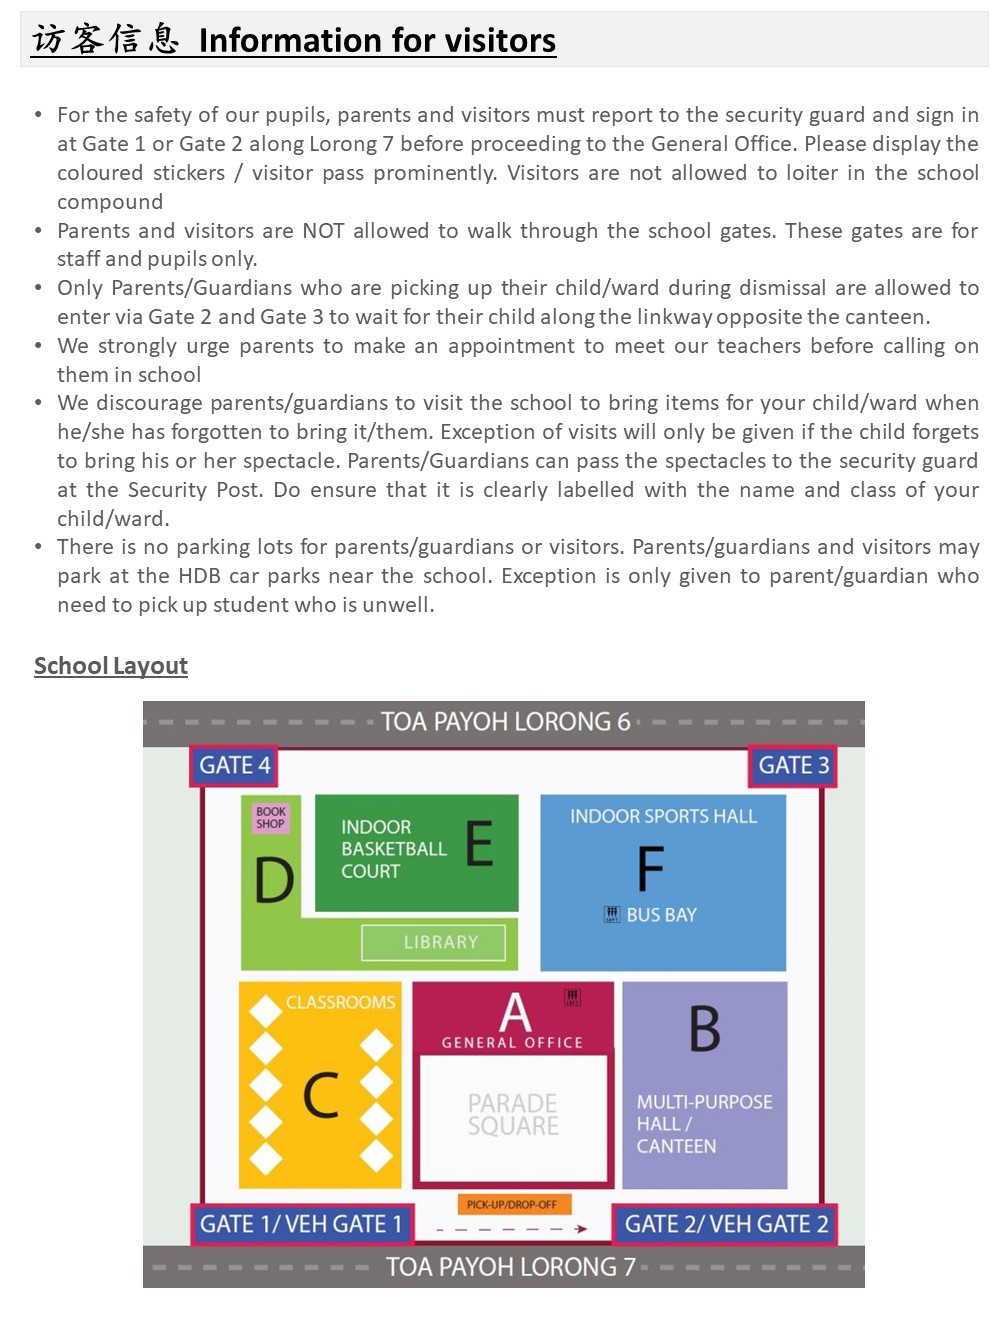 访客信息 Information for visitors
• For the safety of our pupils, parents and visitors must report to the security guard and sign in
at Gate 1 or Gate 2 along Lorong 7 before proceeding to the General Office. Please display the
coloured stickers / visitor pass prominently. Visitors are not allowed to loiter in the school
compound
• Parents and visitors are NOT allowed to walk through the school gates. These gates are for
staff and pupils only.
• Only Parents/Guardians who are picking up their child/ward during dismissal are allowed to
enter via Gate 2 and Gate 3 to wait for their child along the linkway opposite the canteen.
• We strongly urge parents to make an appointment to meet our teachers before calling on
them in school
• We discourage parents/guardians to visit the school to bring items for your child/ward when
he/she has forgotten to bring it/them. Exception of visits will only be given if the child forgets
to bring his or her spectacle. Parents/Guardians can pass the spectacles to the security guard
at the Security Post. Do ensure that it is clearly labelled with the name and class of your
child/ward.
• There is no parking lots for parents/guardians or visitors. Parents/guardians and visitors may
park at the HDB car parks near the school. Exception is only given to parent/guardian who
need to pick up student who is unwell.
School Layout
TOA PAYOH LORONG 6
GATE 4
GATE 3
BOOK
SHOP
D
INDOOR
BASKETBALL
COURT
E
LIBRARY
INDOOR SPORTS HALL
F
BUS BAY
CLASSROOMS
C
A
GENERAL OFFICE
PARADE
SQUARE
B
MULTI-PURPOSE
HALL /
CANTEEN
PICK-UP/DROP-OFF
GATE 1/ VEH GATE 1
GATE 2/ VEH GATE 2
TOA PAYOH LORONG 7